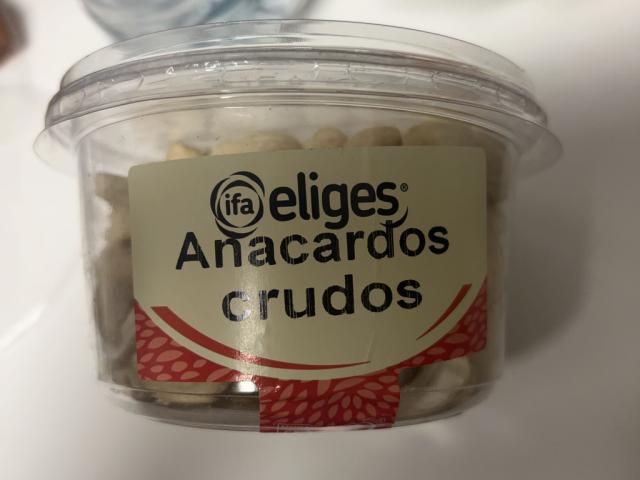 ifa eliges®
Anacardos
crudos